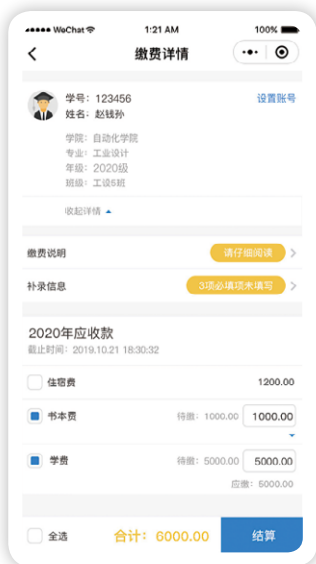 WeChat
1:21 AM
100%
缴费详情
学号: 123456
设置账号
姓名: 赵钱孙
学院: 自动化学院
专业: 工业设计
年级: 2020级
班级: 工设5班
收起详情
缴费说明
请仔细阅读
补录信息
3项必填项未填写
2020年应收款
截止时间: 2019.10.21 18:30:32
住宿费
1200.00
书本费
待缴: 1000.00
1000.00
学费
待缴: 5000.00
5000.00
应缴: 5000.00
全选
合计: 6000.00
结算